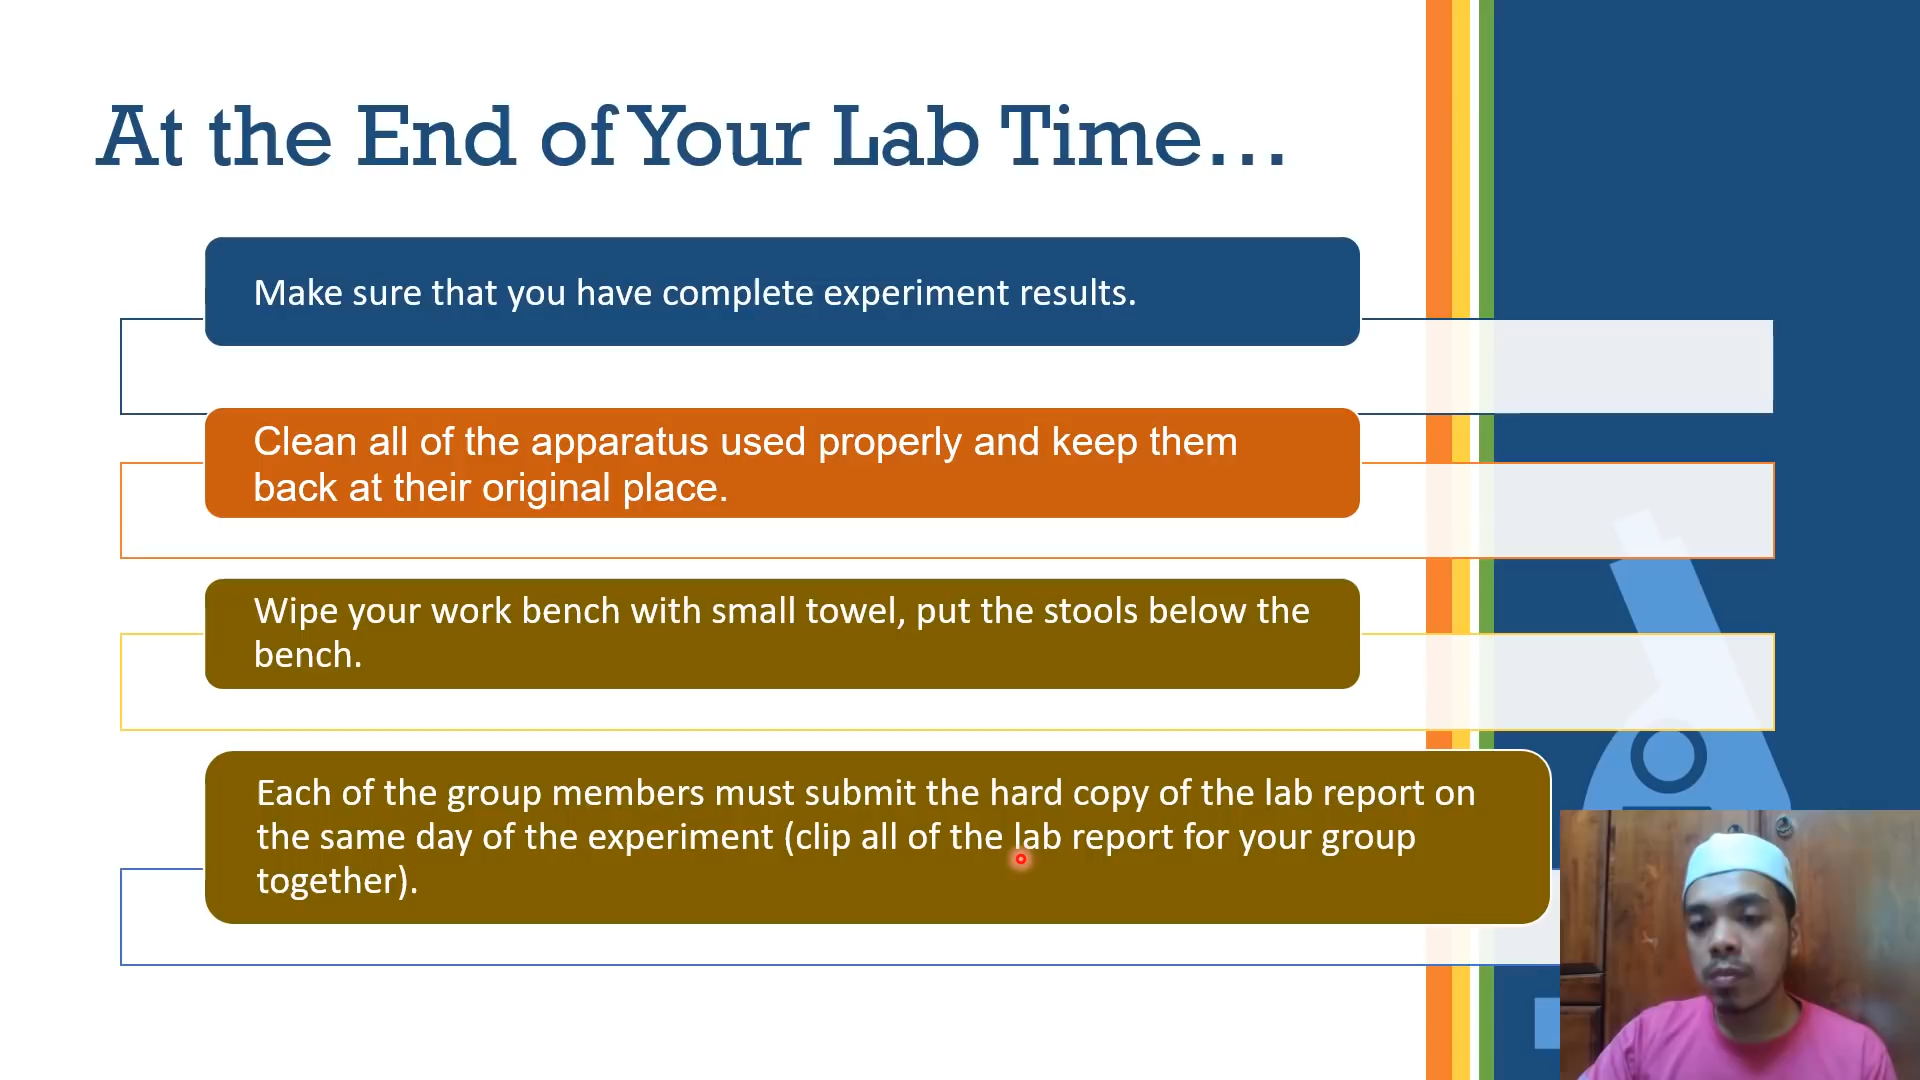 At the End of Your Lab Time...
Make sure that you have complete experiment results.
Clean all of the apparatus used properly and keep them
back at their original place.
Wipe your work bench with small towel, put the stools below the
bench.
Each of the group members must submit the hard copy of the lab report on
the same day of the experiment (clip all of the lab report for your group
together).